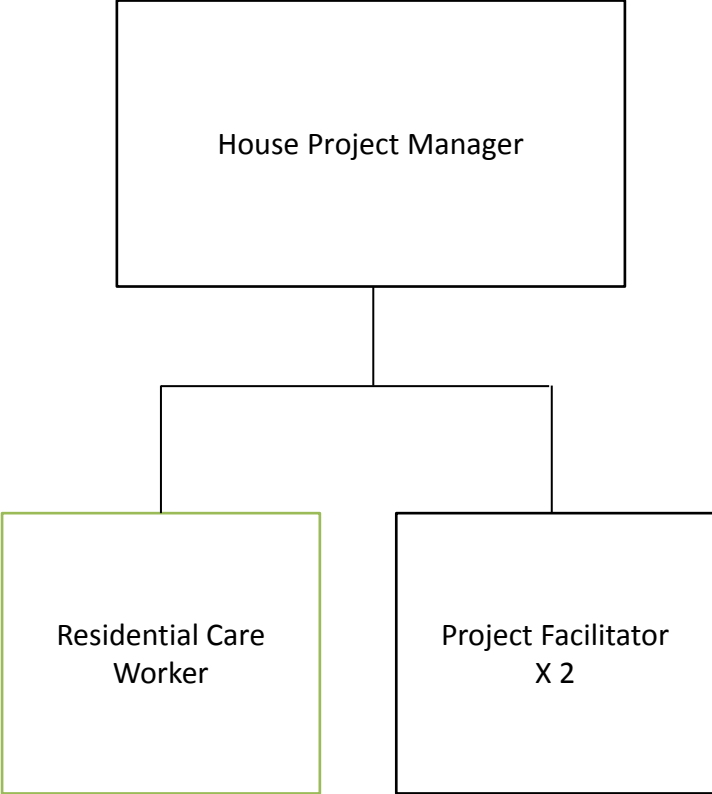 House Project Manager
Residential Care
Worker
Project Facilitator
X 2